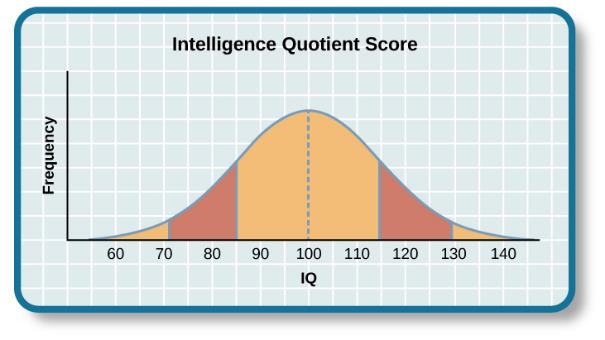 Intelligence Quotient Score
Frequency
60 70 80 90 100 110 120 130 140
IQ